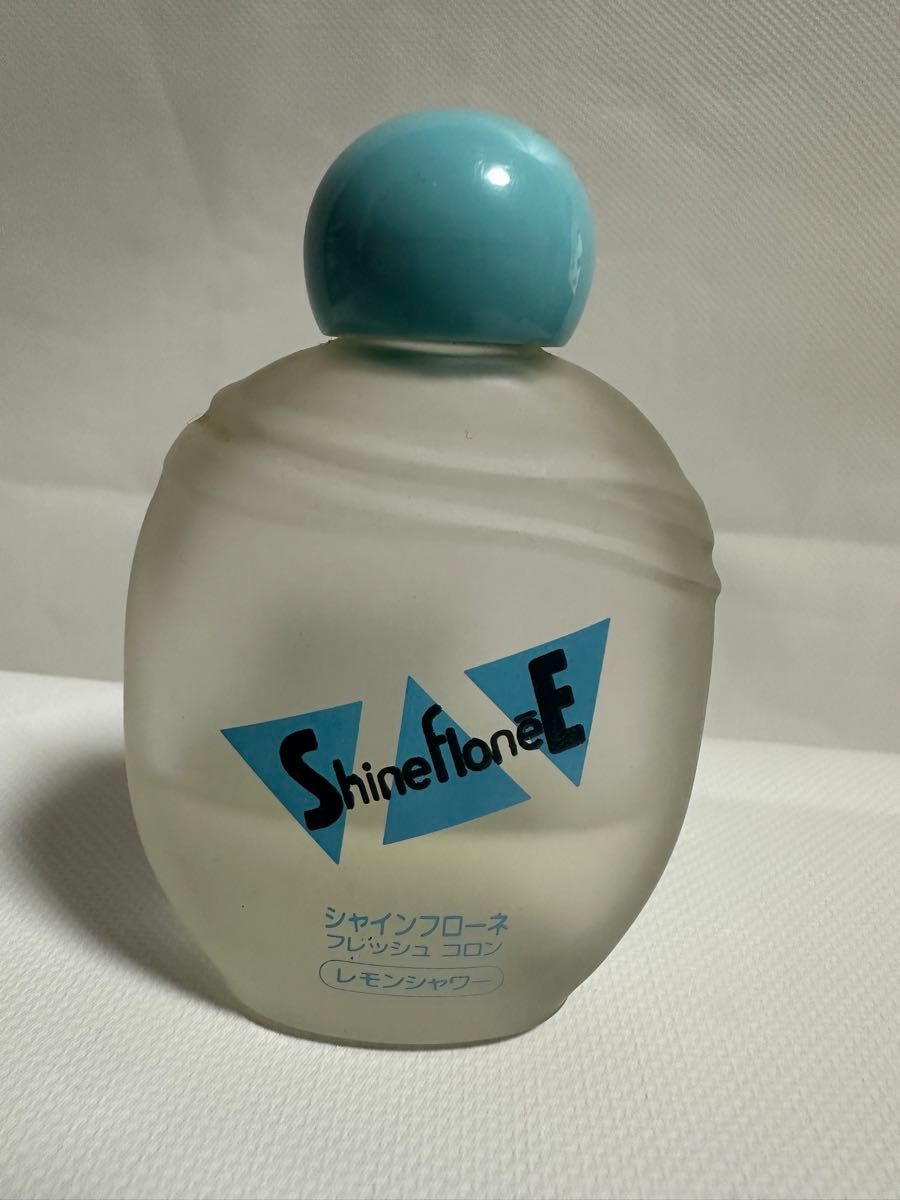 ShinefloneE
シャインフローネ
フレッシュ コロン
レモンシャワー